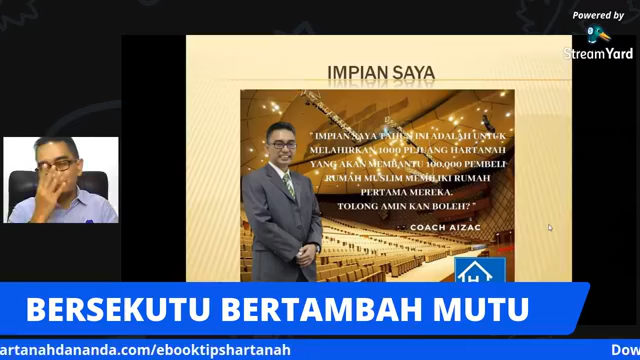 Powered by
StreamYard
IMPIAN SAYA
" IMPIAN SAYA TAHUN INI ADALAH UNTUK
MELAHIRKAN 1000 PEJUANG HARTANAH
YANG AKAN MEMBANTU 100,000 PEMBELI
RUMAH MUSLIM MEMILIKI RUMAH
PERTAMA MEREKA.
TOLONG AMIN KAN BOLEH? "
-- COACH AIZAC
H
BERSEKUTU BERTAMBAH MUTU
artanahdananda.com/ebooktipshartanah
Dow